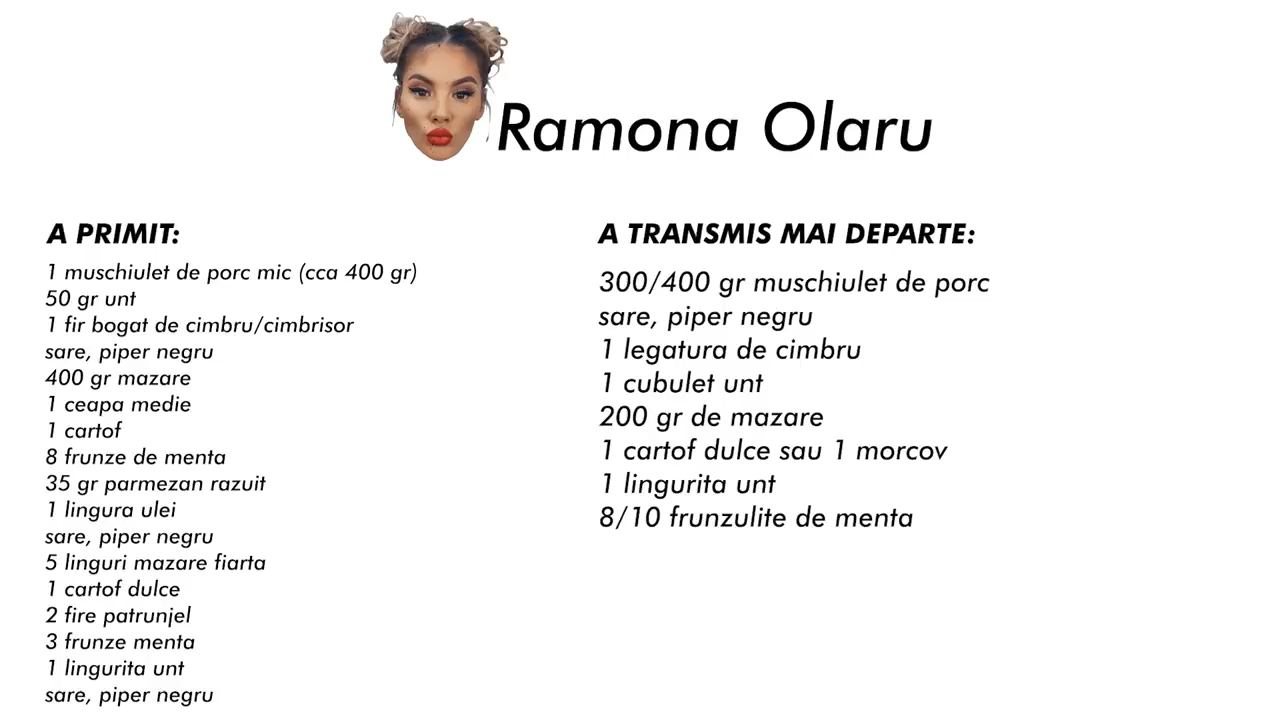 Ramona Olaru
A PRIMIT:
1 muschiulet de porc mic (cca 400 gr)
50 gr unt
1 fir bogat de cimbru/cimbrisor
sare, piper negru
400 gr mazare
1 ceapa medie
1 cartof
8 frunze de menta
35 gr parmezan razuit
1 lingura ulei
sare, piper negru
5 linguri mazare fiarta
1 cartof dulce
2 fire patrunjel
3 frunze menta
1 lingurita unt
sare, piper negru
A TRANSMIS MAI DEPARTE:
300/400 gr muschiulet de porc
sare, piper negru
1 legatura de cimbru
1 cubulet unt
200 gr de mazare
1 cartof dulce sau 1 morcov
1 lingurita unt
8/10 frunzulite de menta